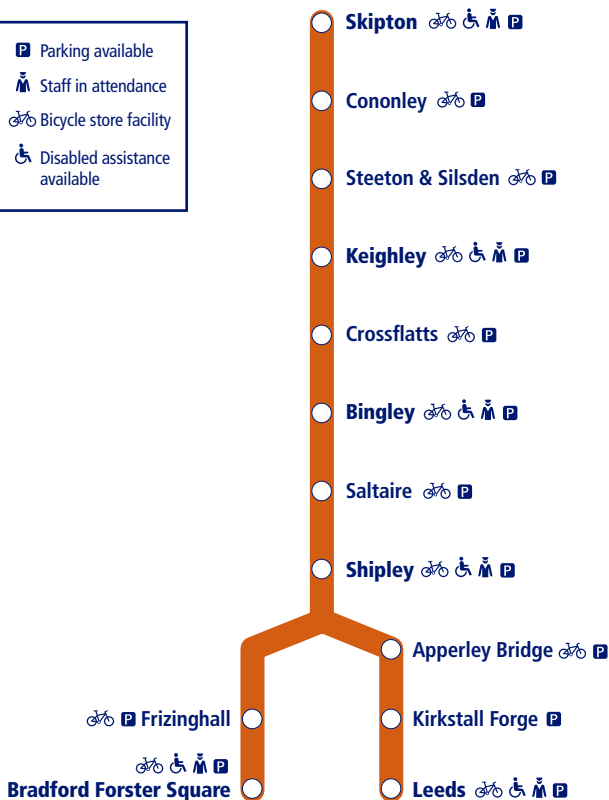 P Parking available
Staff in attendance
Bicycle store facility
Disabled assistance
available
Skipton P
Cononley P
Steeton & Silsden P
Keighley P
Crossflatts P
Bingley P
Saltaire P
Shipley P
Apperley Bridge P
P Frizinghall
Kirkstall Forge P
P
Bradford Forster Square
Leeds P